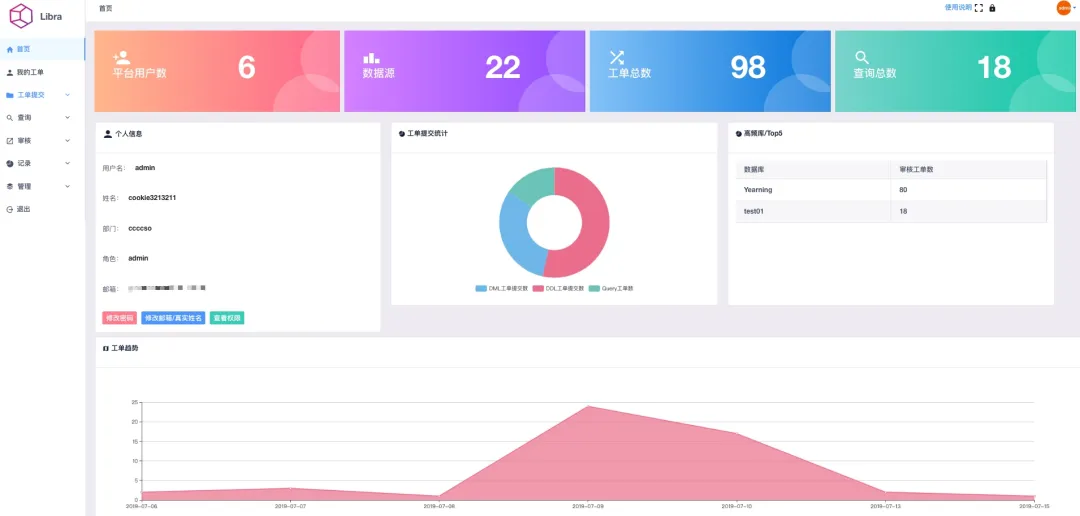 Libra
首页
使用说明
admin
首页
我的工单
工单提交
查询
审核
记录
管理
退出
平台用户数
6
数据源
22
工单总数
98
查询总数
18
个人信息
用户名: admin
姓名: cookie3213211
部门: ccccso
角色: admin
邮箱:
修改密码
修改邮箱/真实姓名
查看权限
工单提交统计
DML工单提交数
DDL工单提交数
Query工单数
高频库/Top5
数据库 审核工单数
Yearning 80
test01 18
工单趋势
25
20
15
10
5
0
2019-07-06
2019-07-07
2019-07-08
2019-07-09
2019-07-10
2019-07-13
2019-07-15